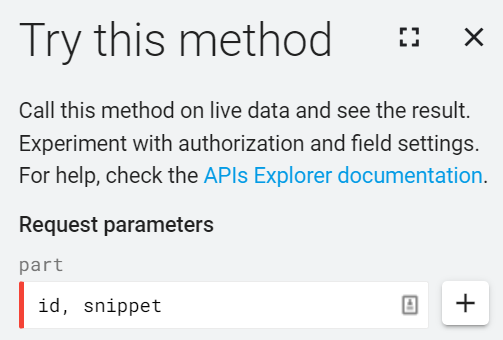 Try this method
Call this method on live data and see the result.
Experiment with authorization and field settings.
For help, check the APIs Explorer documentation.
Request parameters
part
id, snippet